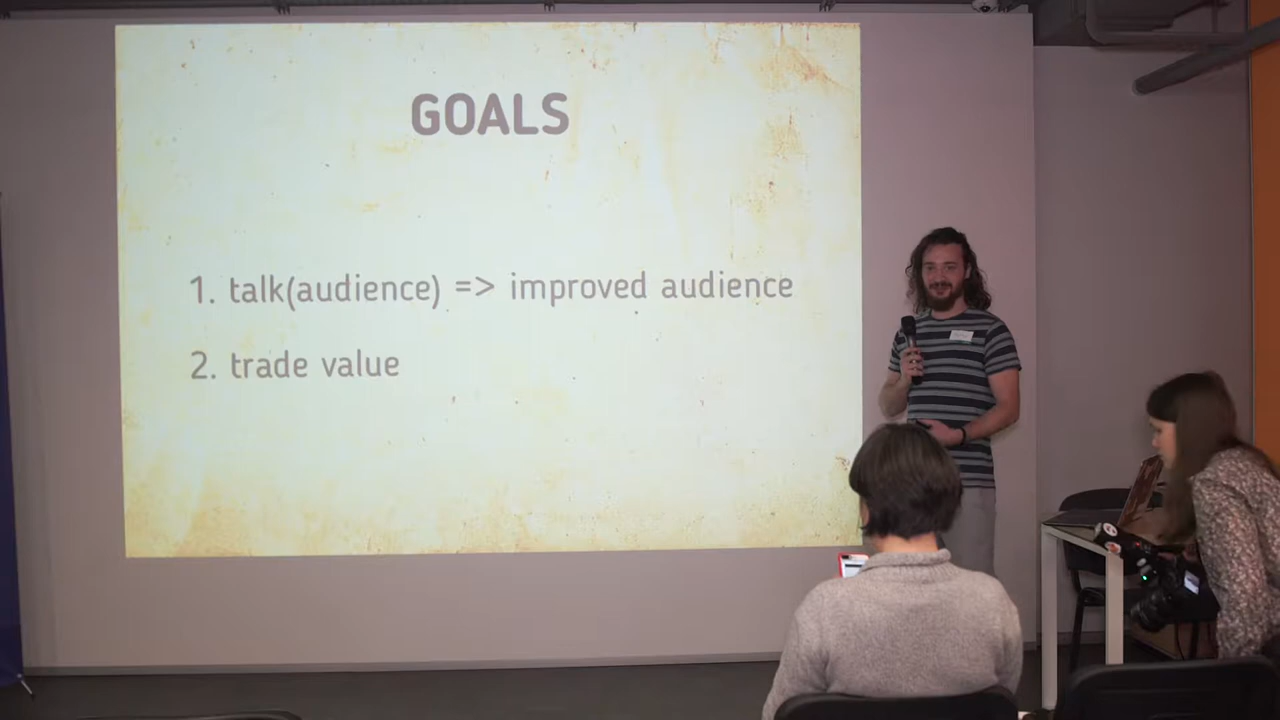 GOALS
1. talk(audience) => improved audience
2. trade value